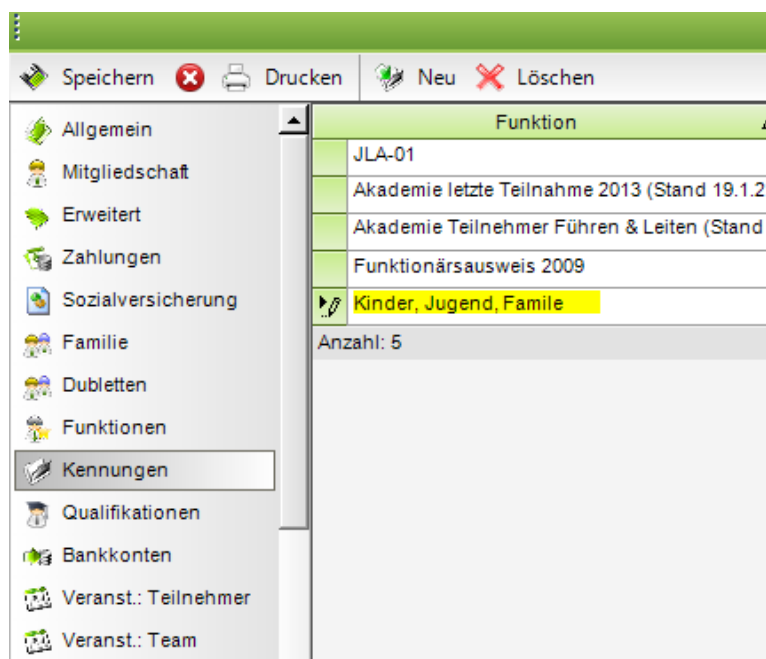 Speichern Drucken Neu Löschen
Allgemein
Mitgliedschaft
Erweitert
Zahlungen
Sozialversicherung
Familie
Dubletten
Funktionen
Kennungen
Qualifikationen
Bankkonten
Veranst.: Teilnehmer
Veranst.: Team
Funktion
JLA-01
Akademie letzte Teilnahme 2013 (Stand 19.1.2
Akademie Teilnehmer Führen & Leiten (Stand
Funktionärsausweis 2009
Kinder, Jugend, Famile
Anzahl: 5